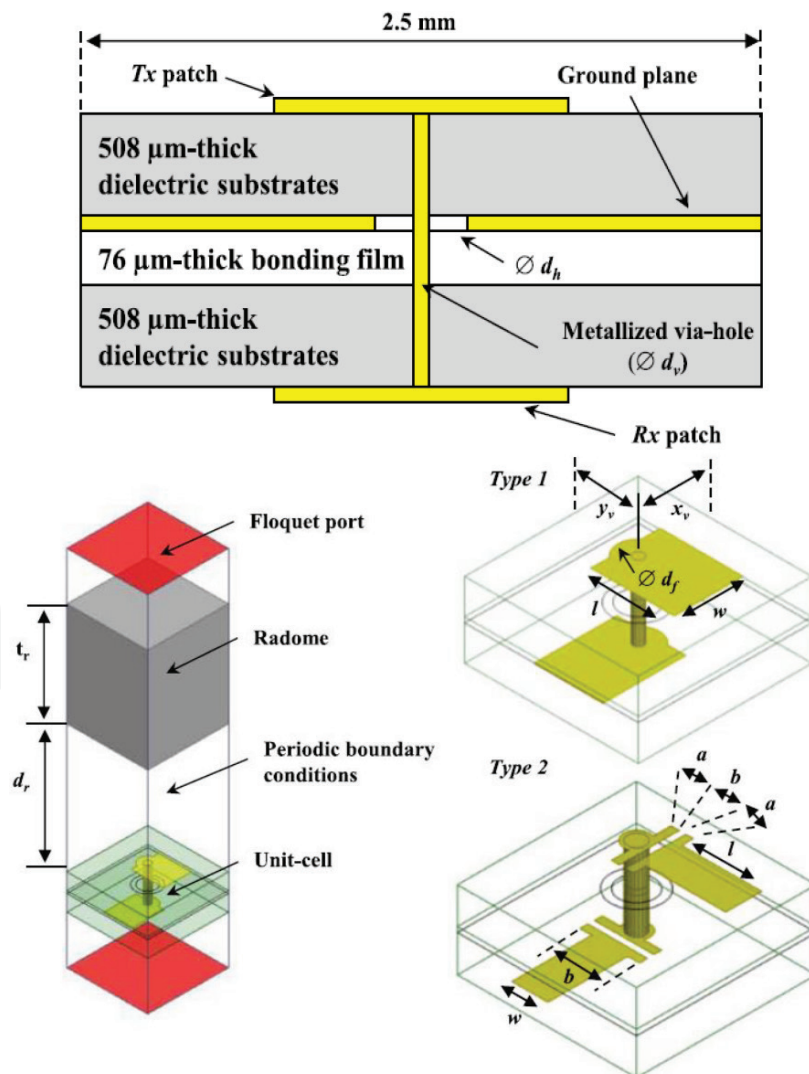 2.5 mm
Tx patch
Ground plane
508 µm-thick
dielectric substrates
76 µm-thick bonding film
∅ dh
508 µm-thick
dielectric substrates
Metallized via-hole
(∅ dv)
Rx patch
Floquet port
tr
Radome
dr
Periodic boundary
conditions
Unit-cell
Type 1
yv
xv
∅ df
l
w
Type 2
a
b
a
l
b
w